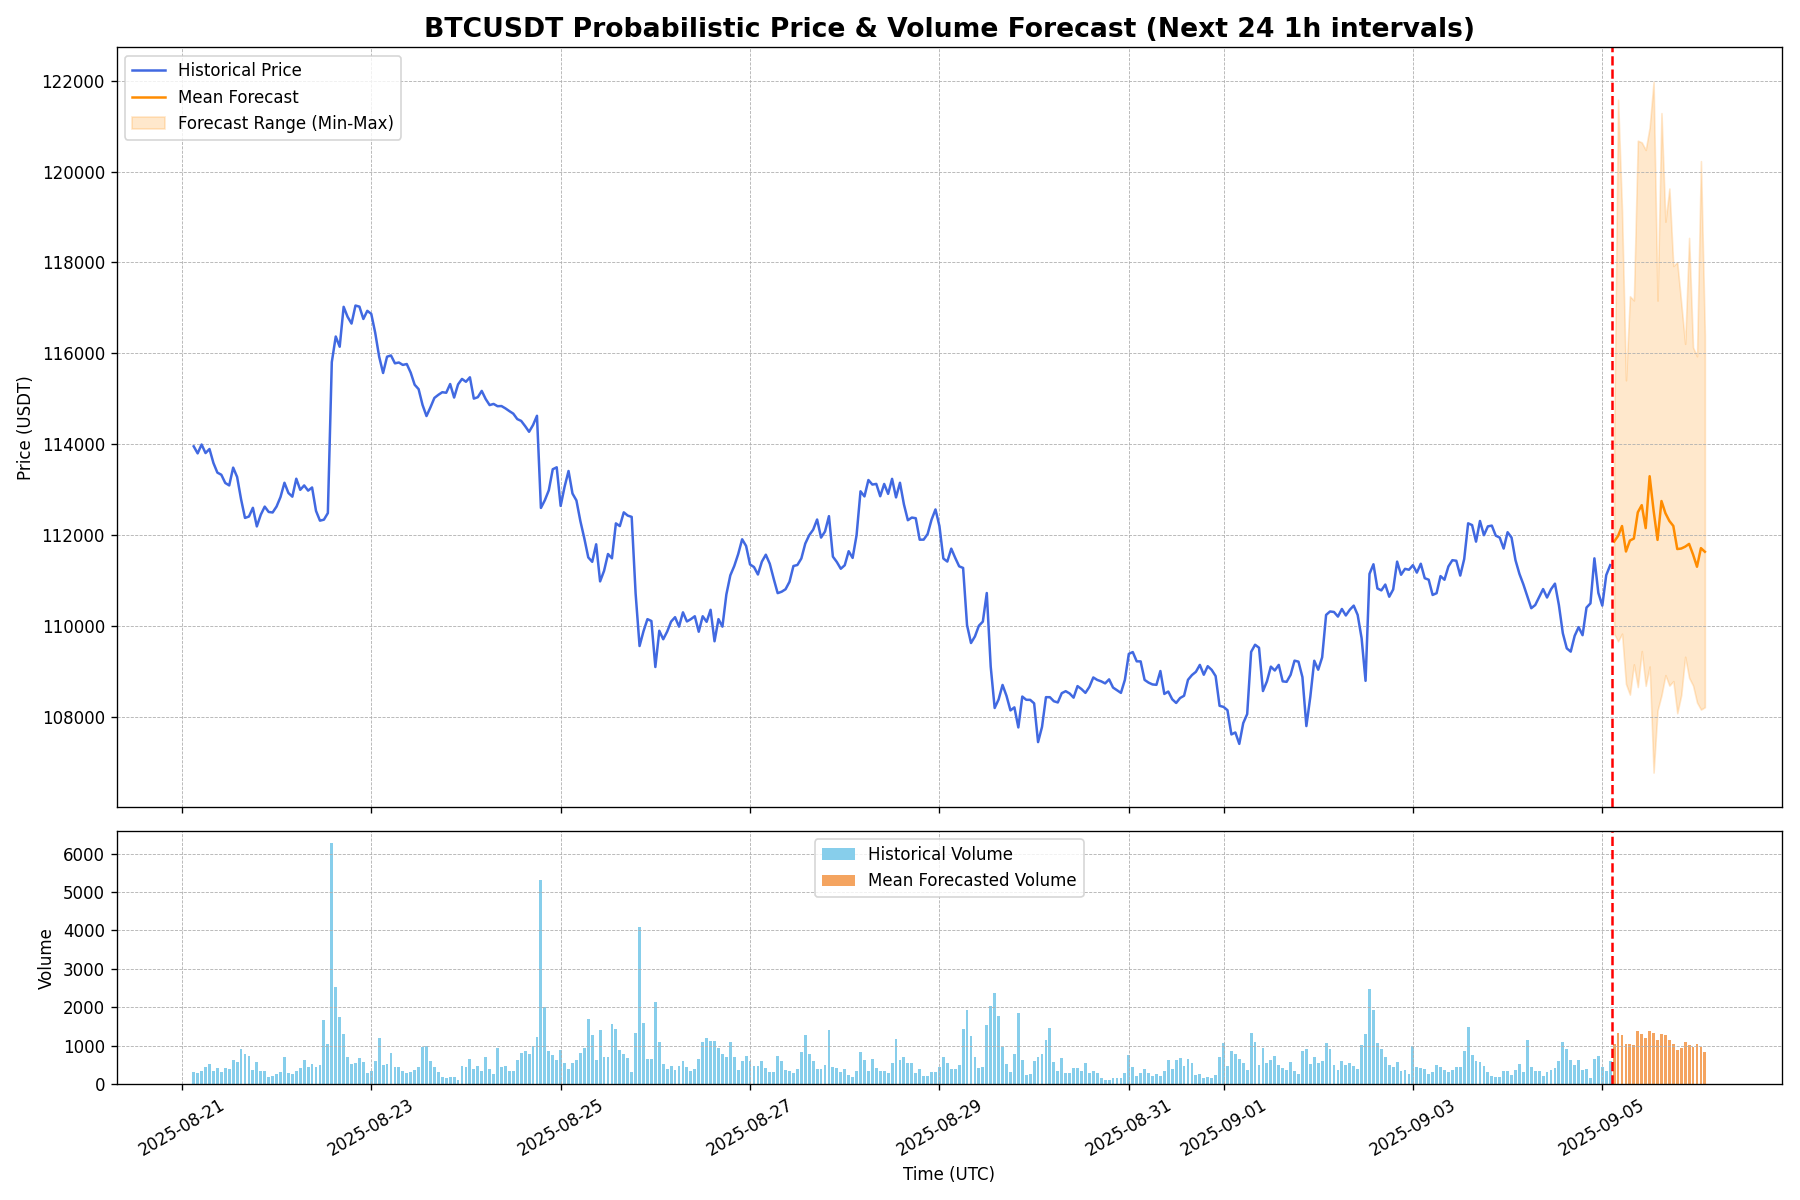 BTCUSDT Probabilistic Price & Volume Forecast (Next 24 1h intervals)
Historical Price
Mean Forecast
Forecast Range (Min-Max)
Price (USDT)
122000
120000
118000
116000
114000
112000
110000
108000
Historical Volume
Mean Forecasted Volume
Volume
6000
5000
4000
3000
2000
1000
0
2025-08-21
2025-08-23
2025-08-25
2025-08-27
2025-08-29
2025-08-31
2025-09-01
2025-09-03
2025-09-05
Time (UTC)